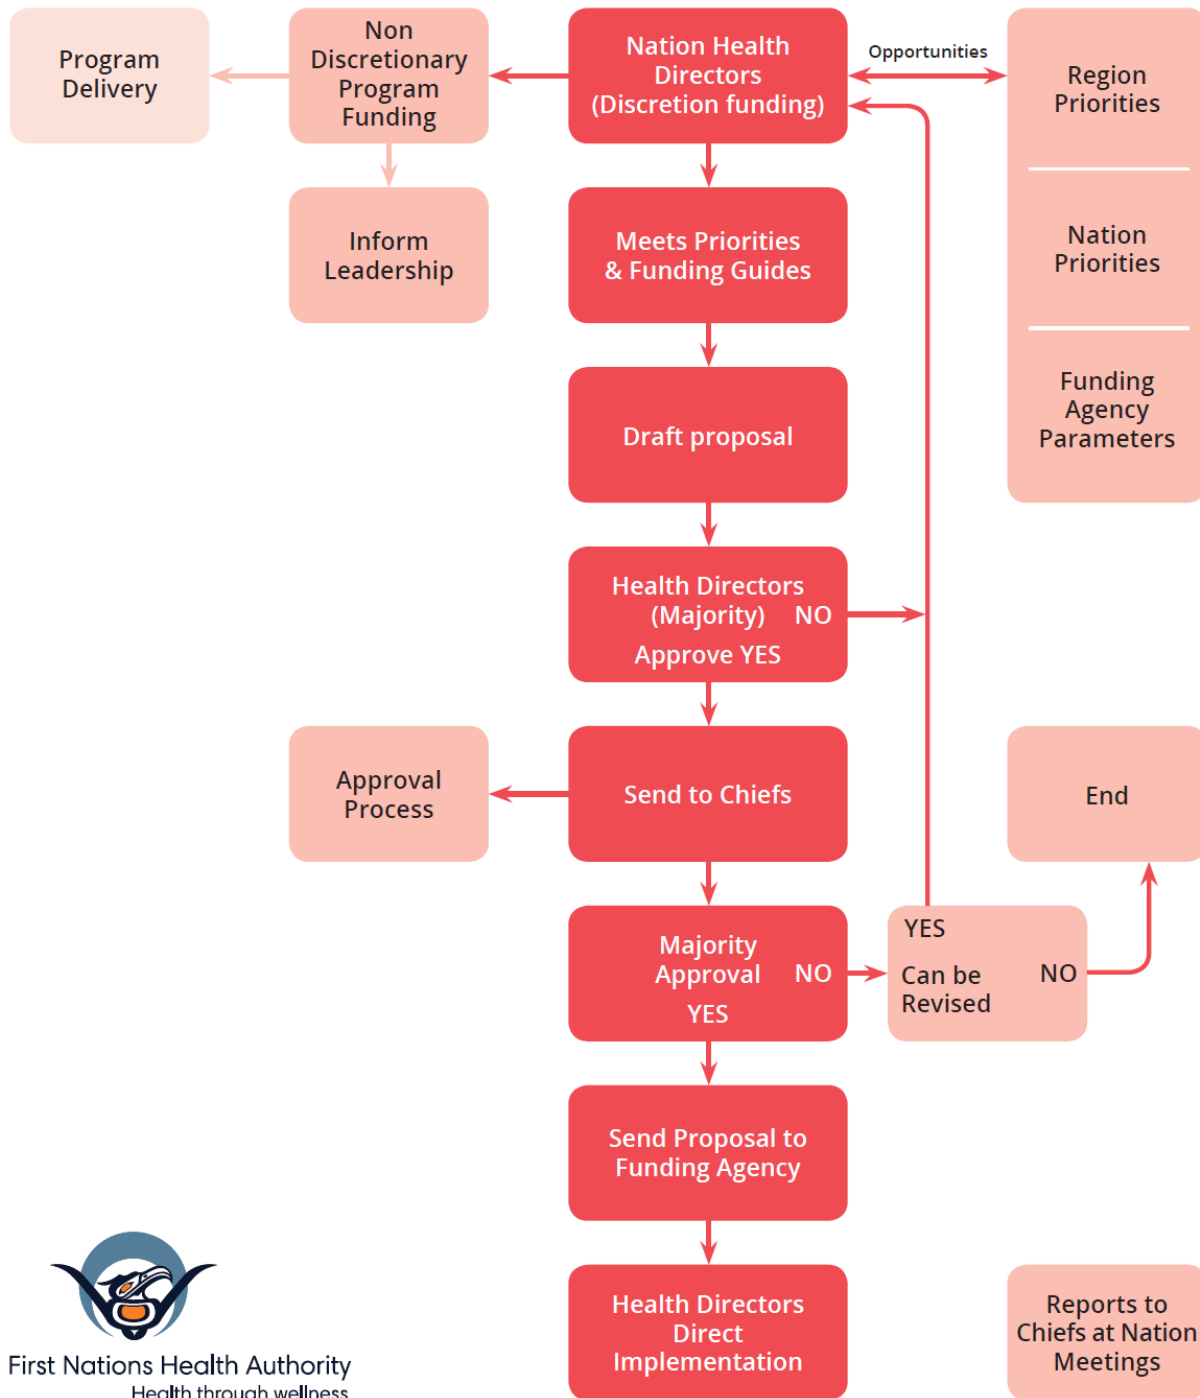 Program
Delivery
Non
Discretionary
Program
Funding
Nation Health
Directors
(Discretion funding)
Opportunities
Region
Priorities
Nation
Priorities
Funding
Agency
Parameters
Inform
Leadership
Meets Priorities
& Funding Guides
Draft proposal
Health Directors
(Majority) NO
Approve YES
Approval
Process
Send to Chiefs
End
Majority
Approval NO
YES
YES
Can be NO
Revised
Send Proposal to
Funding Agency
Health Directors
Direct
Implementation
Reports to
Chiefs at Nation
Meetings
First Nations Health Authority
Health through wellness